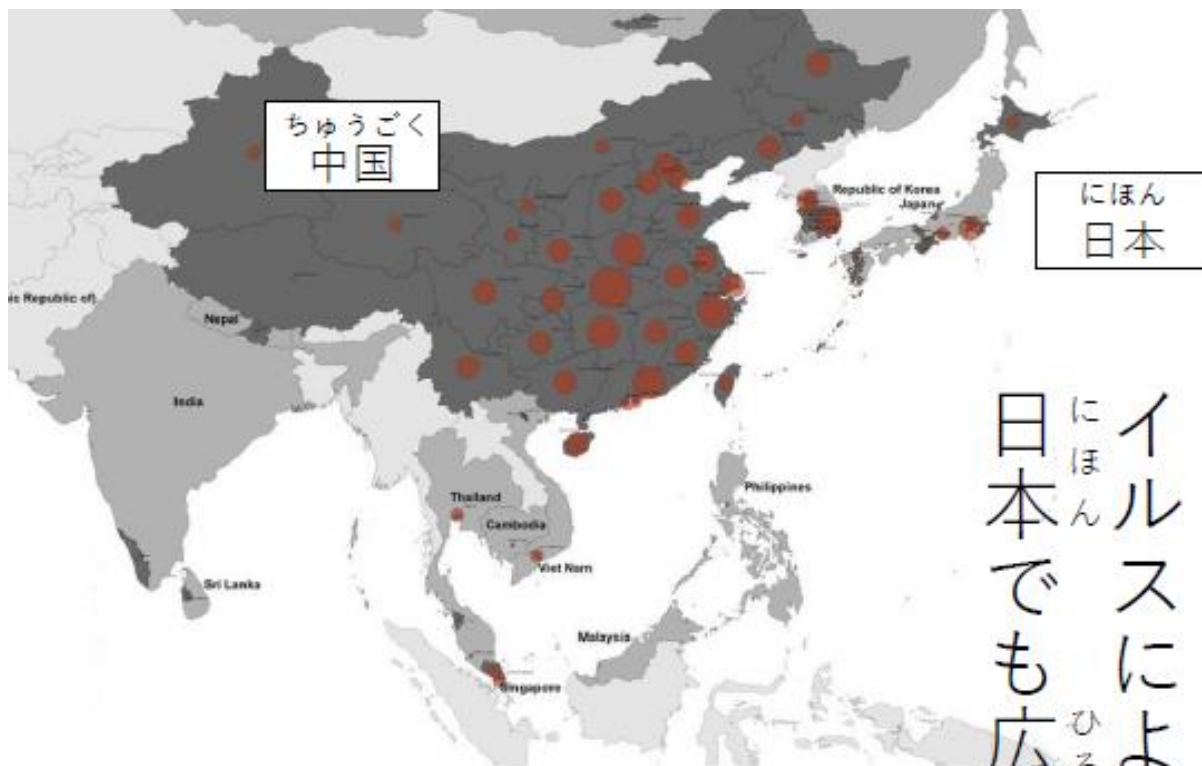 ちゅうごく
中国
にほん
日本
Republic of Korea
Japan
ic Republic of)
Nepal
India
Thailand
Cambodia
Viet Nam
Philippines
Sri Lanka
Malaysia
Singapore
イルスによ
日本でも広
にほん
ひろ